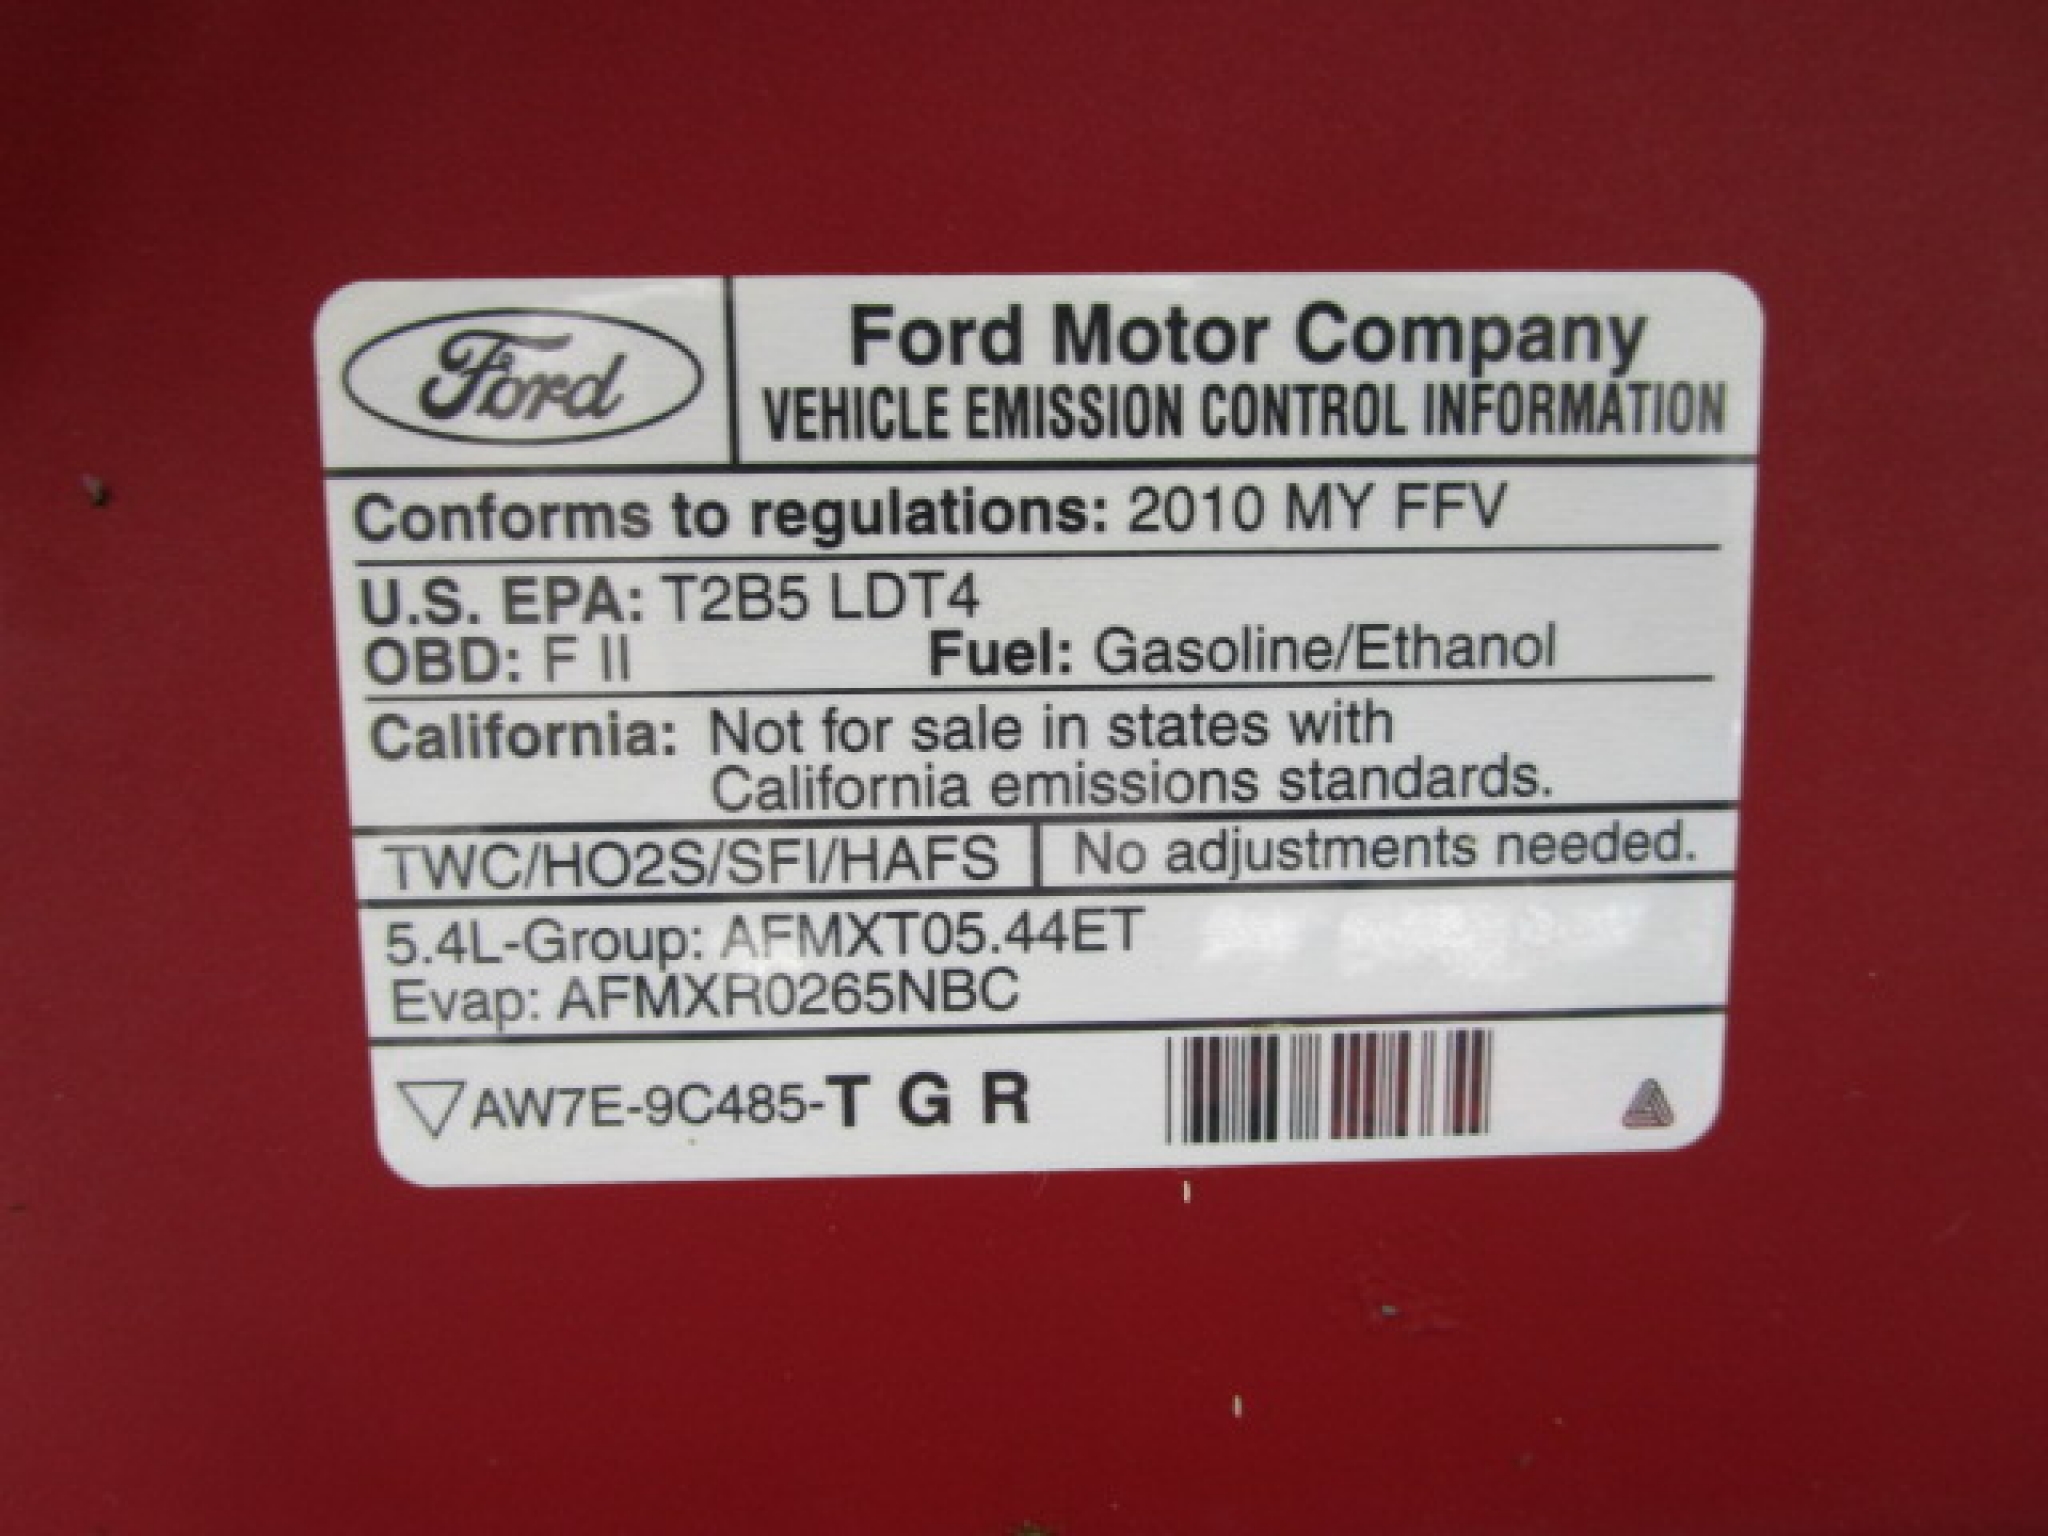 Ford
Ford Motor Company
VEHICLE EMISSION CONTROL INFORMATION
Conforms to regulations: 2010 MY FFV
U.S. EPA: T2B5 LDT4
OBD: F II Fuel: Gasoline/Ethanol
California: Not for sale in states with
California emissions standards.
TWC/HO2S/SFI/HAFS No adjustments needed.
5.4L-Group: AFMXT05.44ET
Evap: AFMXR0265NBC
AW7E-9C485-T G R